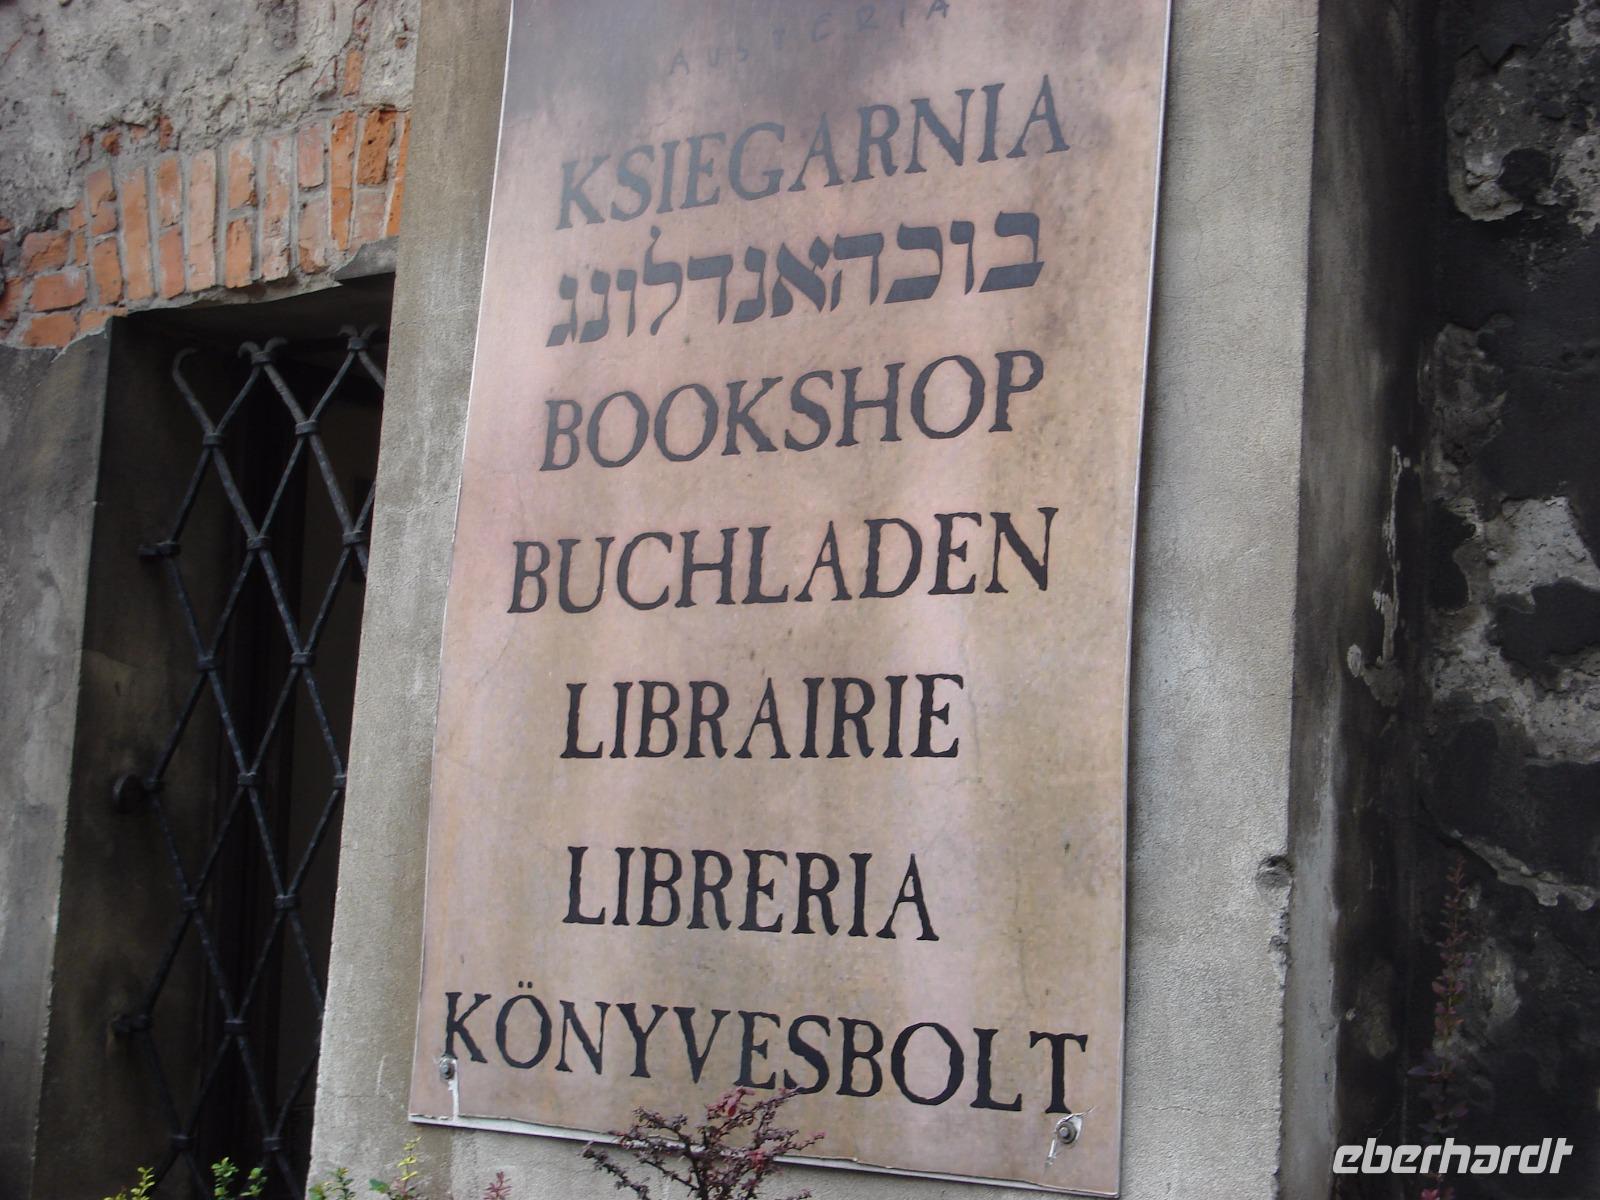 AUSTERIA
KSIEGARNIA
בוכהאנדלונג
BOOKSHOP
BUCHLADEN
LIBRAIRIE
LIBRERIA
KÖNYVESBOLT
eberhardt